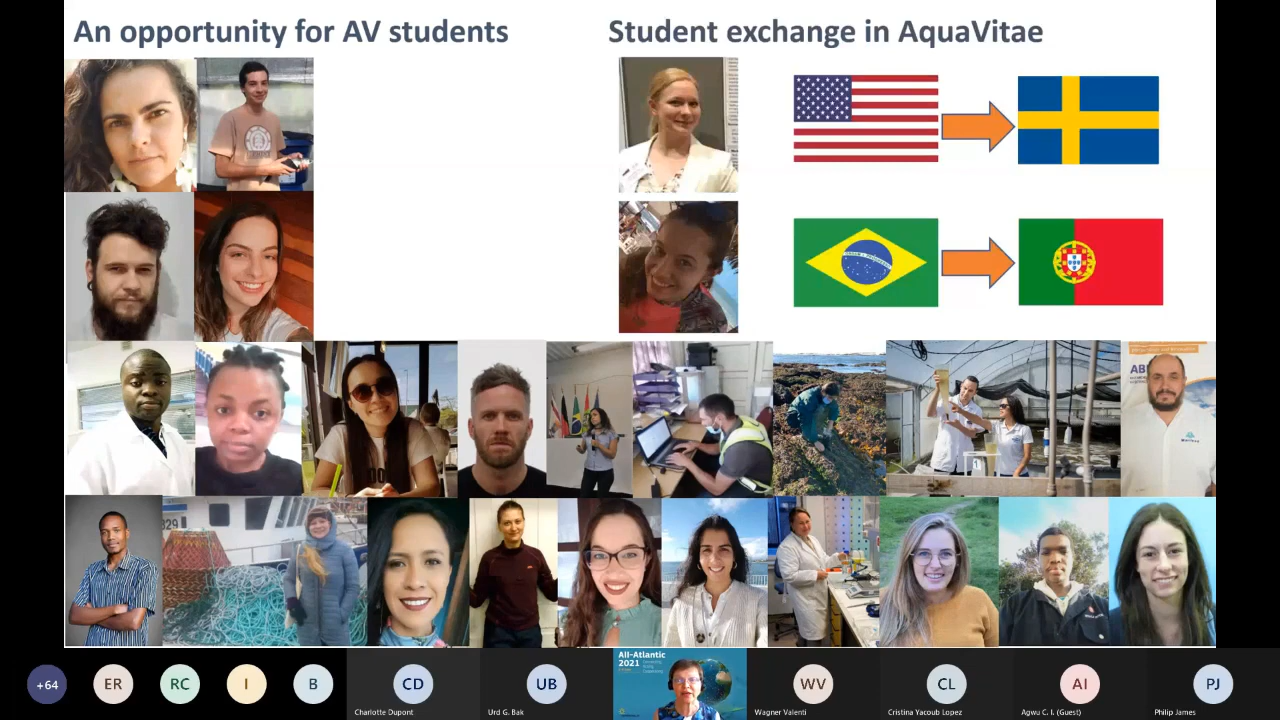 An opportunity for AV students
Student exchange in AquaVitae
329
+64
ER
RC
I
B
CD
Charlotte Dupont
UB
Urd G. Bak
All-Atlantic
2021
WV
Wagner Valenti
CL
Cristina Yacoub Lopez
AI
Agwu C. I. (Guest)
PJ
Philip James